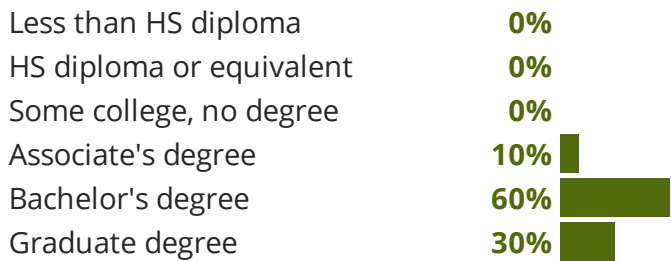 Less than HS diploma 0%
HS diploma or equivalent 0%
Some college, no degree 0%
Associate's degree 10%
Bachelor's degree 60%
Graduate degree 30%